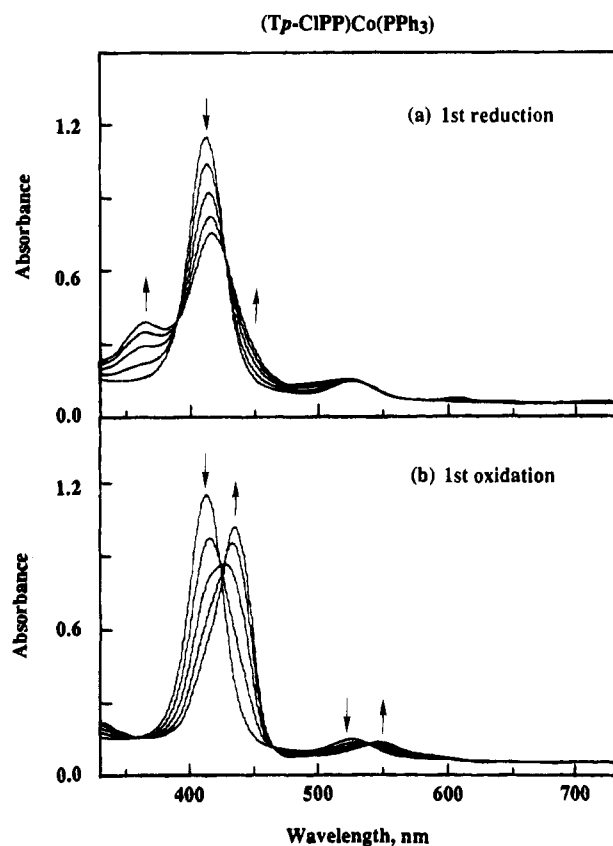 (Tp-ClPP)Co(PPh3)
(a) 1st reduction
1.2
0.6
0.0
Absorbance
(b) 1st oxidation
1.2
0.6
0.0
Absorbance
400 500 600 700
Wavelength, nm